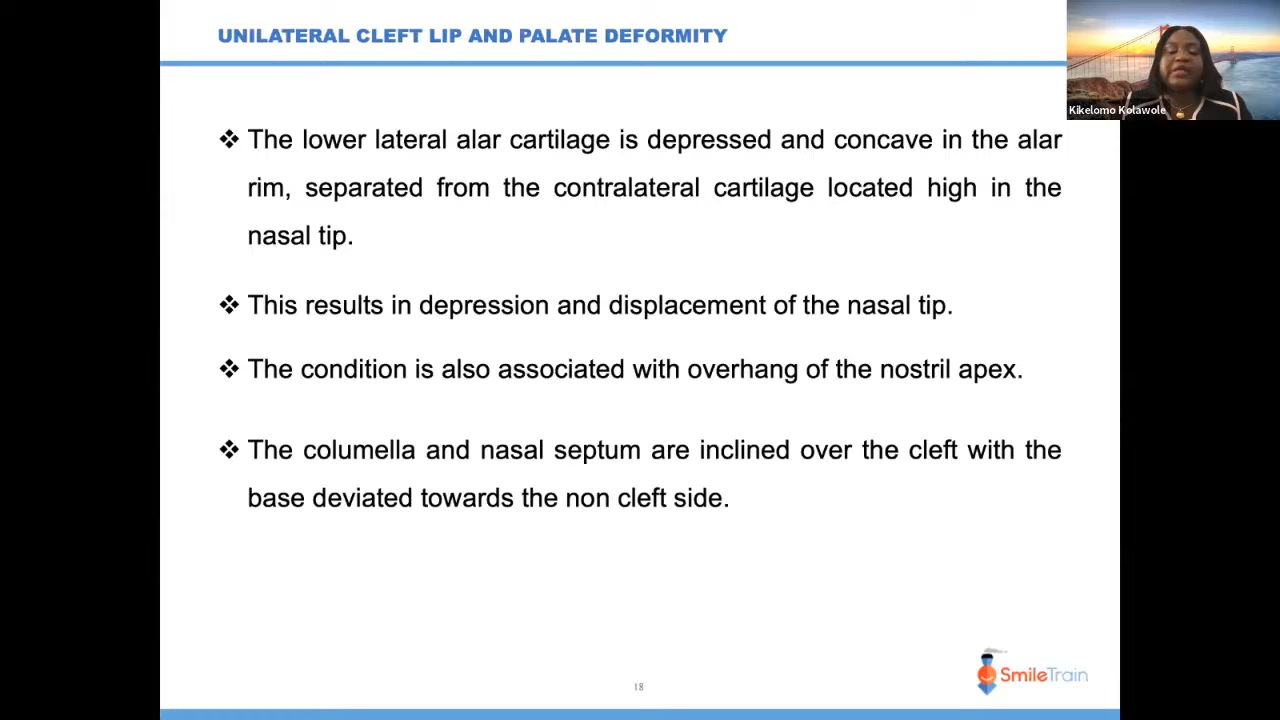 UNILATERAL CLEFT LIP AND PALATE DEFORMITY
Kikelomo Kolawole
❖ The lower lateral alar cartilage is depressed and concave in the alar
rim, separated from the contralateral cartilage located high in the
nasal tip.
❖ This results in depression and displacement of the nasal tip.
❖ The condition is also associated with overhang of the nostril apex.
❖ The columella and nasal septum are inclined over the cleft with the
base deviated towards the non cleft side.
SmileTrain
18